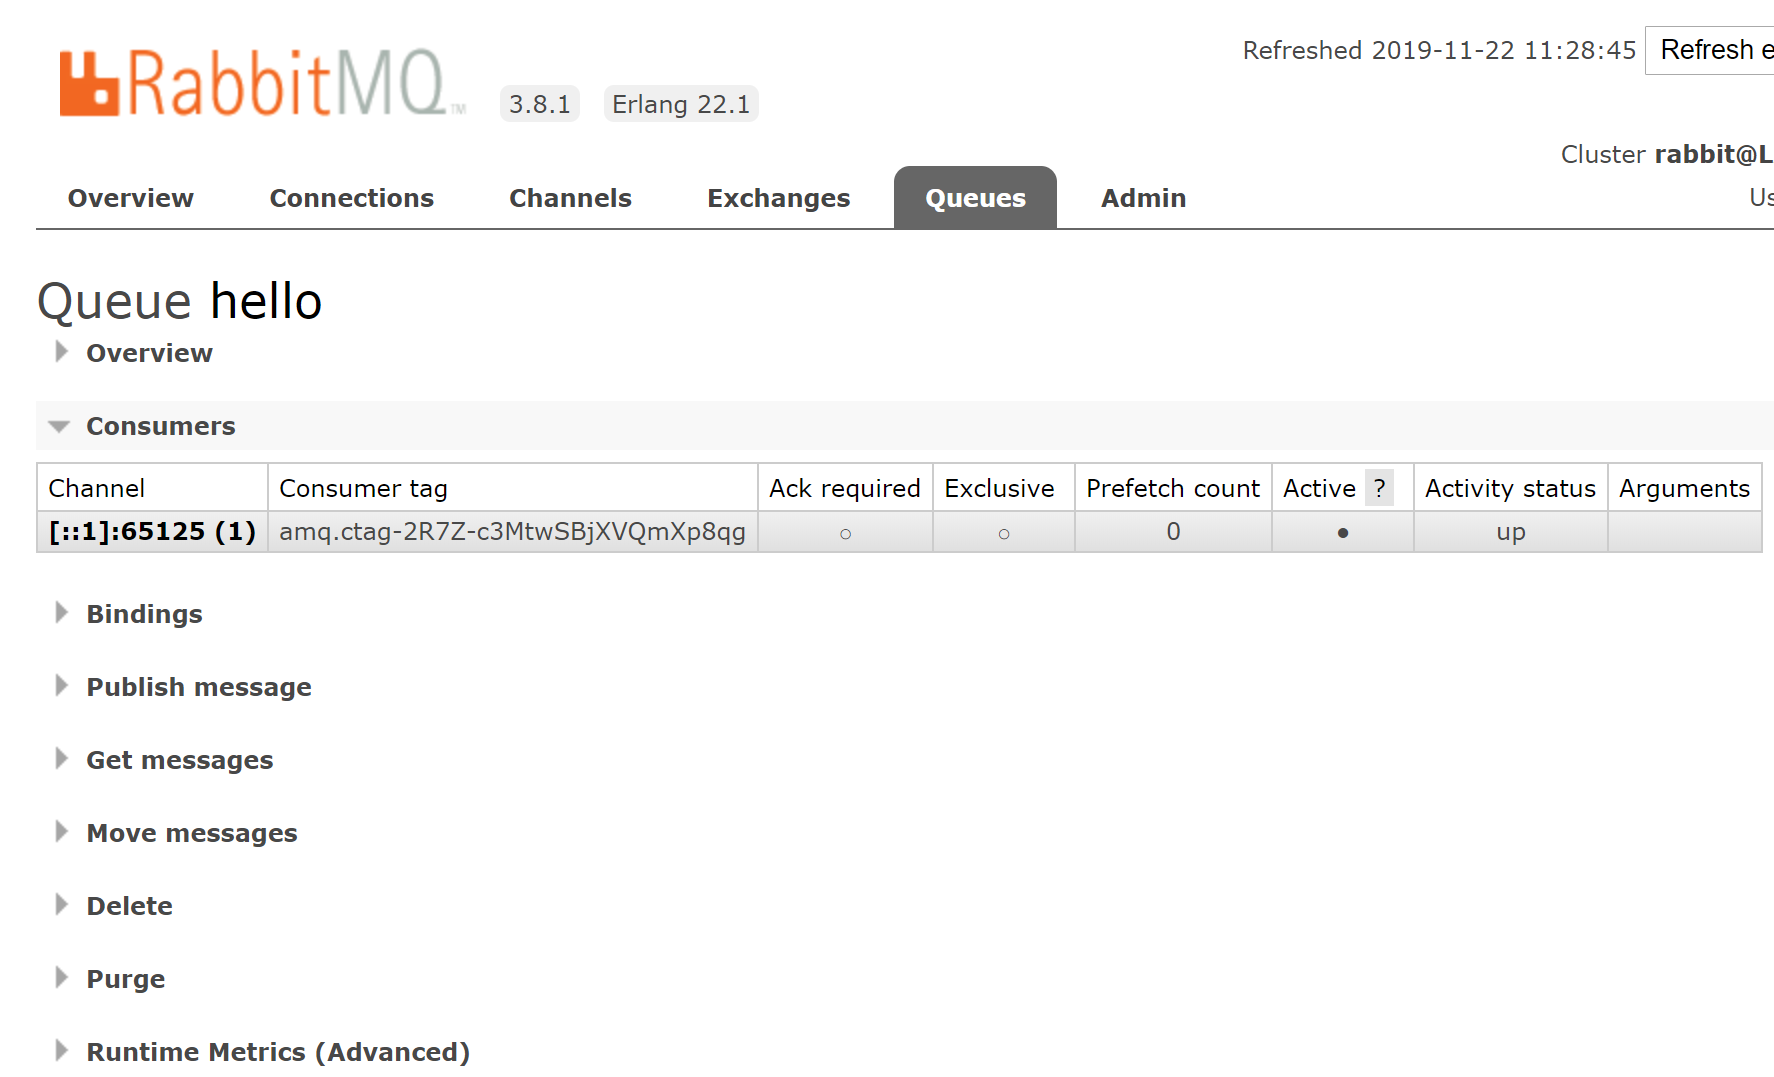 Refreshed 2019-11-22 11:28:45 Refresh e
RabbitMQ™ 3.8.1 Erlang 22.1
Cluster rabbit@L
Us
Overview Connections Channels Exchanges Queues Admin
Queue hello
Overview
Consumers
Channel Consumer tag Ack required Exclusive Prefetch count Active ? Activity status Arguments
[::1]:65125 (1) amq.ctag-2R7Z-c3MtwSBjXVQmXp8qg ○ ○ 0 ● up
Bindings
Publish message
Get messages
Move messages
Delete
Purge
Runtime Metrics (Advanced)